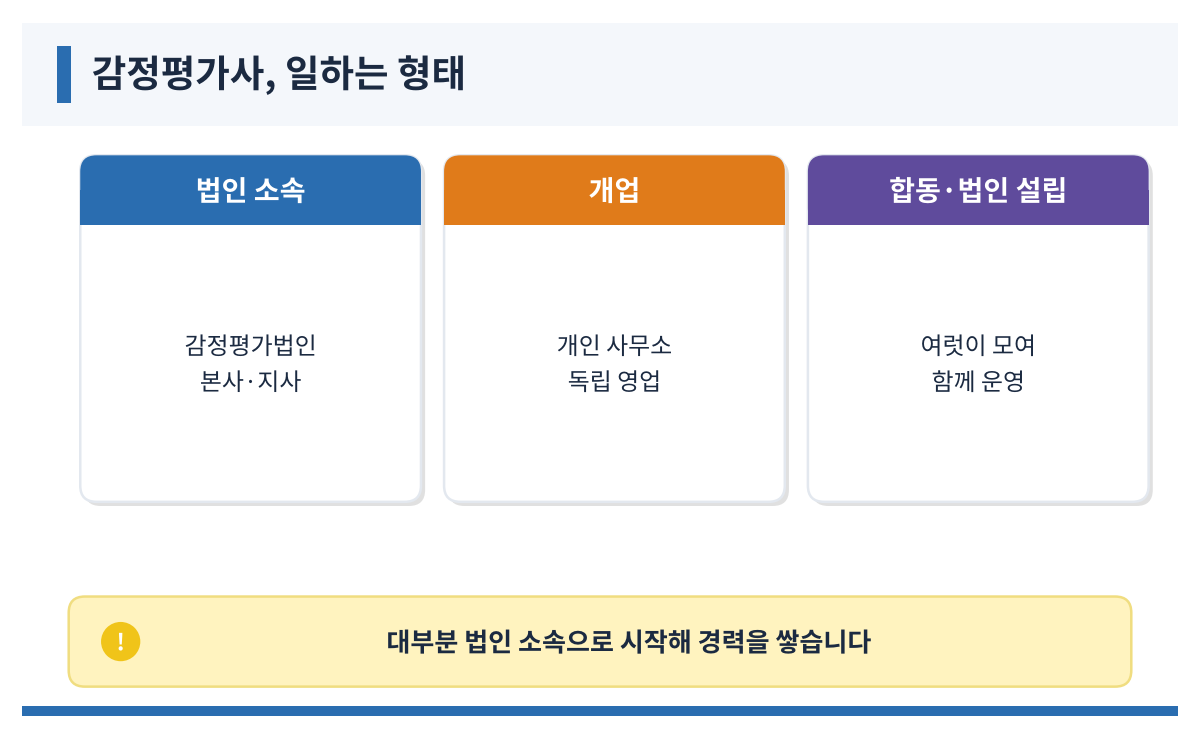 감정평가사, 일하는 형태
법인 소속
감정평가법인
본사·지사
개업
개인 사무소
독립 영업
합동·법인 설립
여럿이 모여
함께 운영
!
대부분 법인 소속으로 시작해 경력을 쌓습니다